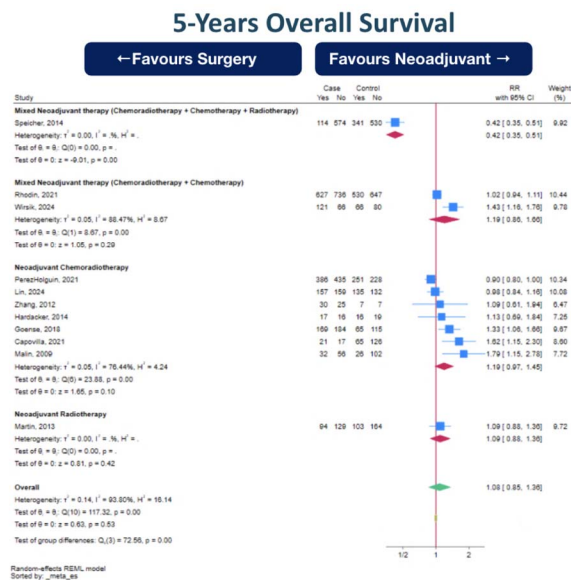 5-Years Overall Survival
←Favours Surgery
Favours Neoadjuvant →
Case Control RR Weight
Study Yes No Yes No with 95% CI (%)
Mixed Neoadjuvant therapy (Chemoradiotherapy + Chemotherapy + Radiotherapy)
Speicher, 2014 114 574 341 530 0.42 [ 0.35, 0.51] 9.92
Heterogeneity: τ² = 0.00, I² = .%, H² = . 0.42 [ 0.35, 0.51]
Test of θᵢ = θⱼ: Q(0) = 0.00, p = .
Test of θ = 0: z = -9.01, p = 0.00
Mixed Neoadjuvant therapy (Chemoradiotherapy + Chemotherapy)
Rhodin, 2021 627 736 530 647 1.02 [ 0.94, 1.11] 10.44
Wirsik, 2024 121 66 66 80 1.43 [ 1.16, 1.76] 9.78
Heterogeneity: τ² = 0.05, I² = 88.47%, H² = 8.67 1.19 [ 0.86, 1.66]
Test of θᵢ = θⱼ: Q(1) = 8.67, p = 0.00
Test of θ = 0: z = 1.05, p = 0.29
Neoadjuvant Chemoradiotherapy
PerezHolguin, 2021 386 435 251 228 0.90 [ 0.80, 1.00] 10.34
Lin, 2024 157 159 135 132 0.98 [ 0.84, 1.16] 10.08
Zhang, 2012 30 25 7 7 1.09 [ 0.61, 1.94] 6.47
Hardacker, 2014 17 16 16 19 1.13 [ 0.69, 1.84] 7.25
Goense, 2018 169 184 65 115 1.33 [ 1.06, 1.66] 9.67
Capovilla, 2021 21 17 65 126 1.62 [ 1.15, 2.30] 8.60
Malin, 2009 32 56 26 102 1.79 [ 1.15, 2.78] 7.72
Heterogeneity: τ² = 0.05, I² = 76.44%, H² = 4.24 1.19 [ 0.97, 1.45]
Test of θᵢ = θⱼ: Q(6) = 23.88, p = 0.00
Test of θ = 0: z = 1.65, p = 0.10
Neoadjuvant Radiotherapy
Martin, 2013 94 129 103 164 1.09 [ 0.88, 1.36] 9.72
Heterogeneity: τ² = 0.00, I² = .%, H² = . 1.09 [ 0.88, 1.36]
Test of θᵢ = θⱼ: Q(0) = 0.00, p = .
Test of θ = 0: z = 0.81, p = 0.42
Overall 1.08 [ 0.85, 1.36]
Heterogeneity: τ² = 0.14, I² = 93.80%, H² = 16.14
Test of θᵢ = θⱼ: Q(10) = 117.32, p = 0.00
Test of θ = 0: z = 0.63, p = 0.53
Test of group differences: Qb(3) = 72.56, p = 0.00
1/2 1 2
Random-effects REML model
Sorted by: _meta_es